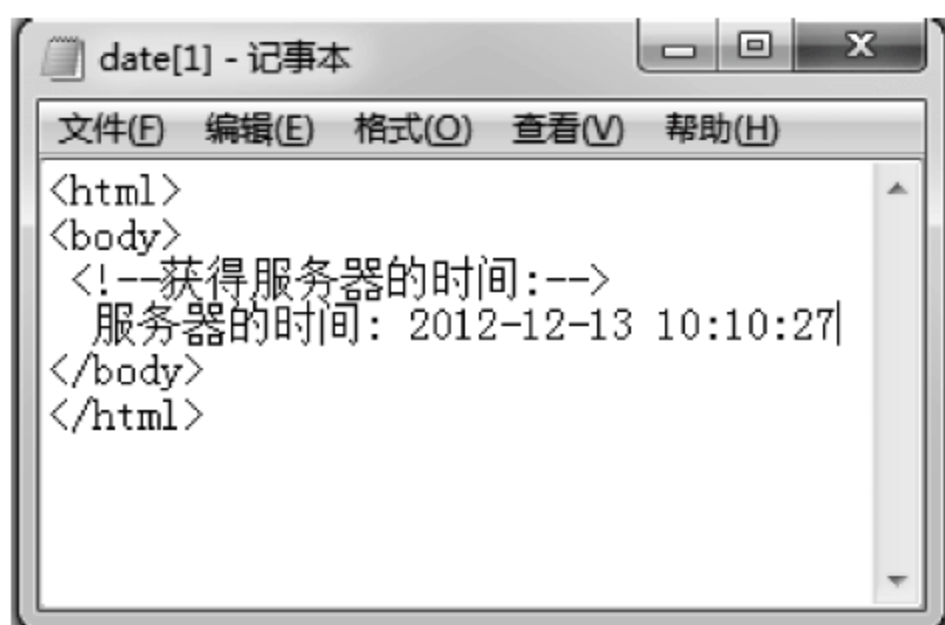 date[1] - 记事本
文件(F) 编辑(E) 格式(O) 查看(V) 帮助(H)
<html>
<body>
<!--获得服务器的时间:-->
服务器的时间: 2012-12-13 10:10:27
</body>
</html>